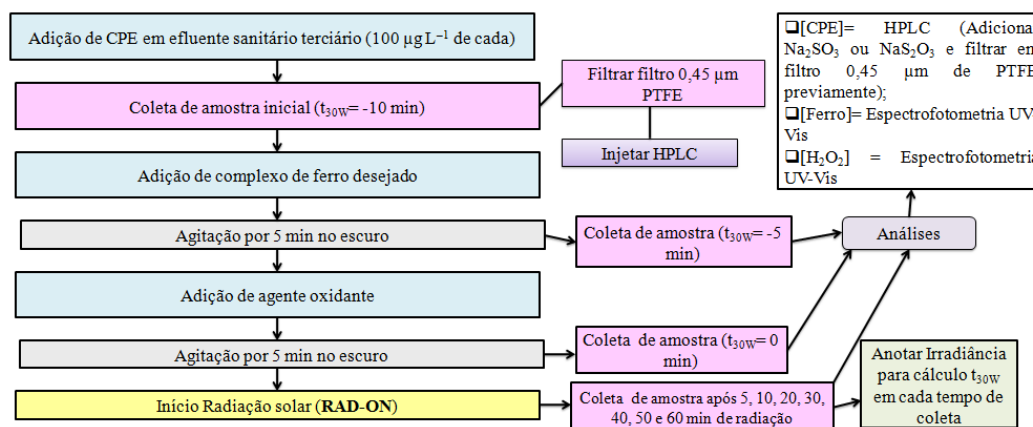 Adição de CPE em efluente sanitário terciário (100 µg L⁻¹ de cada)
Coleta de amostra inicial (t₃₀W= -10 min)
Filtrar filtro 0,45 µm
PTFE
Injetar HPLC
Adição de complexo de ferro desejado
Agitação por 5 min no escuro
Coleta de amostra (t₃₀W= -5
min)
Análises
❑[CPE]= HPLC (Adiciona
Na₂SO₃ ou NaS₂O₃ e filtrar en
filtro 0,45 µm de PTFE
previamente);
❑[Ferro]= Espectrofotometria UV-
Vis
❑[H₂O₂] = Espectrofotometria
UV-Vis
Adição de agente oxidante
Agitação por 5 min no escuro
Coleta de amostra (t₃₀W= 0
min)
Início Radiação solar (RAD-ON)
Coleta de amostra após 5, 10, 20, 30,
40, 50 e 60 min de radiação
Anotar Irradiância
para cálculo t₃₀W
em cada tempo de
coleta